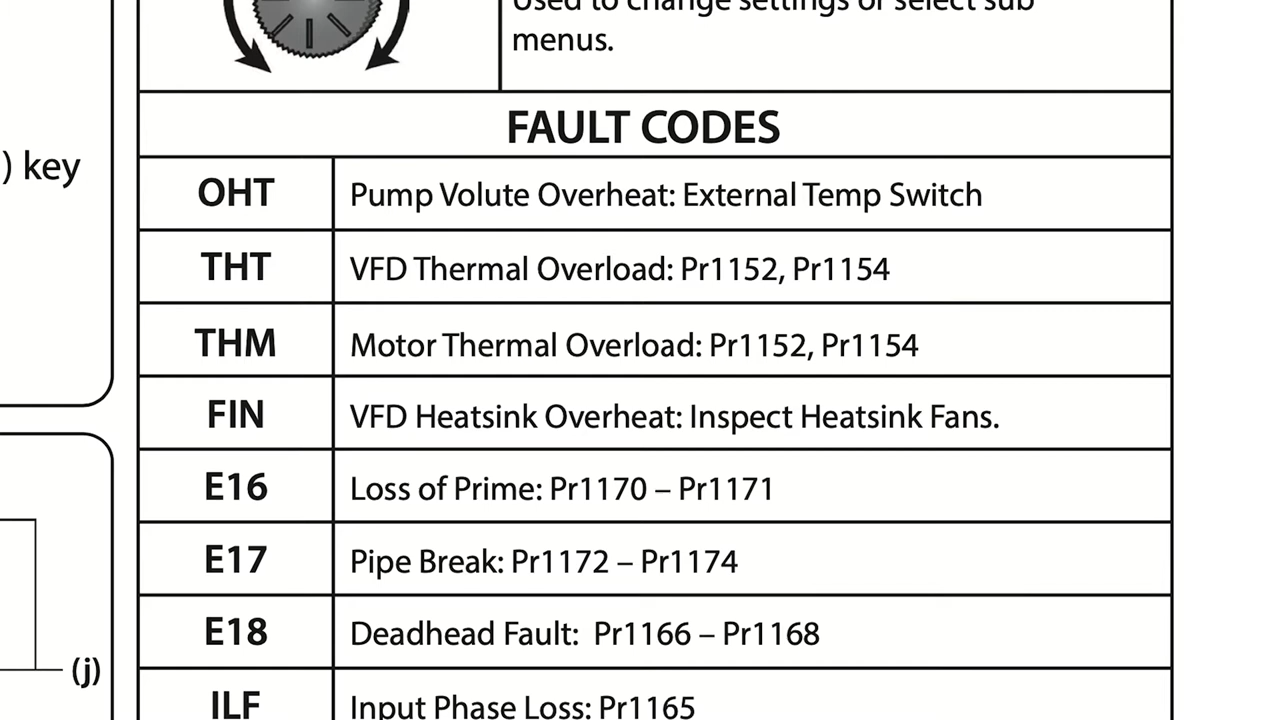 Used to change settings or select sub
menus.
FAULT CODES
) key
OHT Pump Volute Overheat: External Temp Switch
THT VFD Thermal Overload: Pr1152, Pr1154
THM Motor Thermal Overload: Pr1152, Pr1154
FIN VFD Heatsink Overheat: Inspect Heatsink Fans.
E16 Loss of Prime: Pr1170 – Pr1171
E17 Pipe Break: Pr1172 – Pr1174
E18 Deadhead Fault:  Pr1166 – Pr1168
(j)
ILF Input Phase Loss: Pr1165